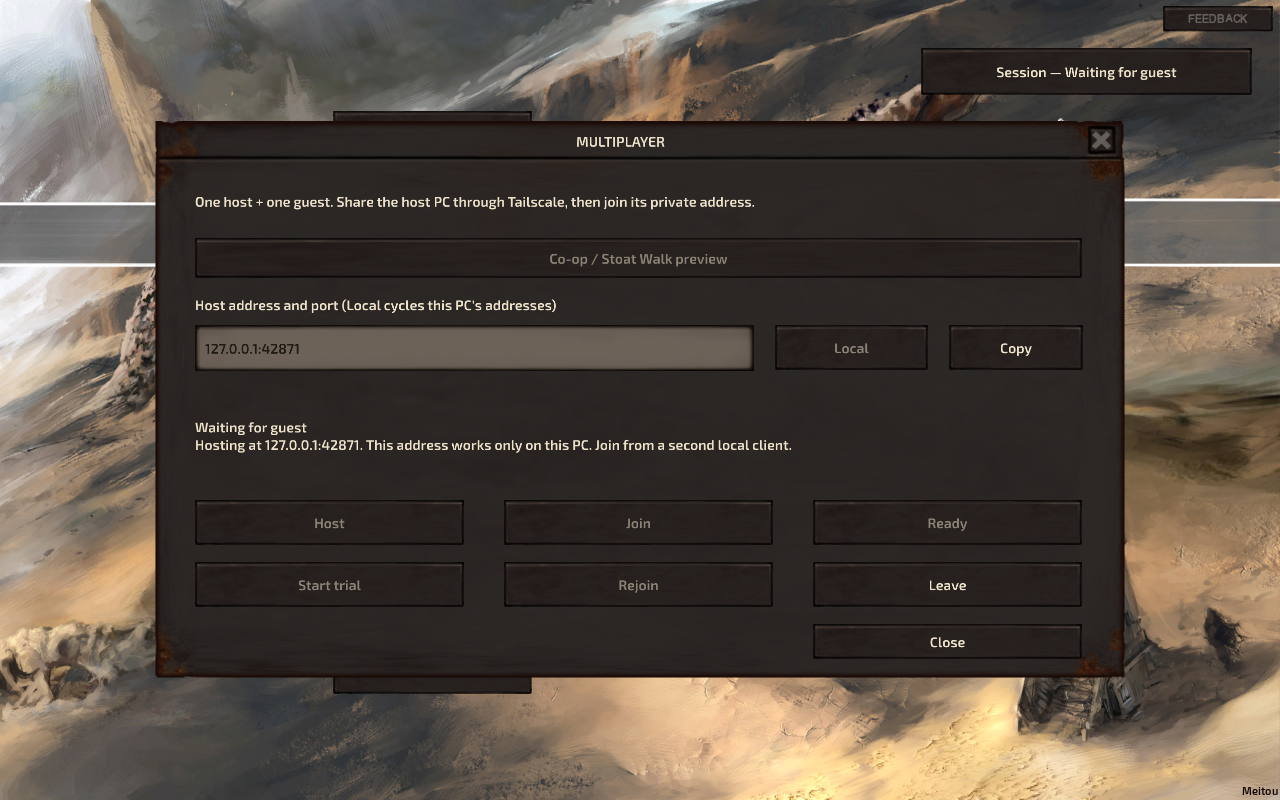 FEEDBACK
Session — Waiting for guest
MULTIPLAYER
One host + one guest. Share the host PC through Tailscale, then join its private address.
Co-op / Stoat Walk preview
Host address and port (Local cycles this PC's addresses)
127.0.0.1:42871
Local
Copy
Waiting for guest
Hosting at 127.0.0.1:42871. This address works only on this PC. Join from a second local client.
Host
Join
Ready
Start trial
Rejoin
Leave
Close
Meitou